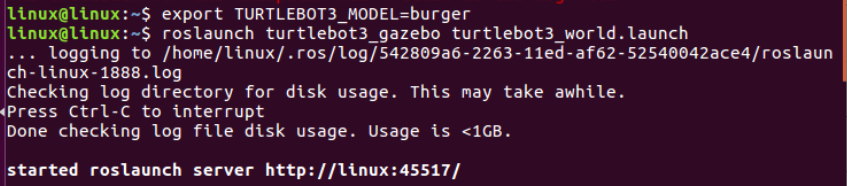 linux@linux:~$ export TURTLEBOT3_MODEL=burger
linux@linux:~$ roslaunch turtlebot3_gazebo turtlebot3_world.launch
... logging to /home/linux/.ros/log/542809a6-2263-11ed-af62-52540042ace4/roslaun
ch-linux-1888.log
Checking log directory for disk usage. This may take awhile.
Press Ctrl-C to interrupt
Done checking log file disk usage. Usage is <1GB.
started roslaunch server http://linux:45517/